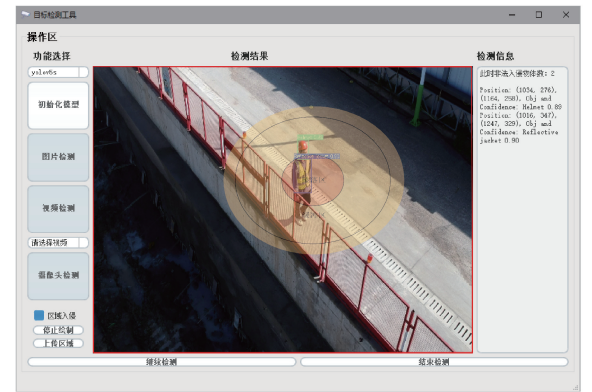 目标检测工具
操作区
功能选择
检测结果
检测信息
yolov5s
初始化模型
图片检测
视频检测
请选择视频
摄像头检测
区域入侵
停止绘制
上传区域
此时非法入侵物体数: 2
Position: (1034, 276),
(1164, 258), Obj and
Confidence: Helmet 0.89
Position: (1016, 347),
(1247, 329), Obj and
Confidence: Reflective
jacket 0.90
继续检测
结束检测